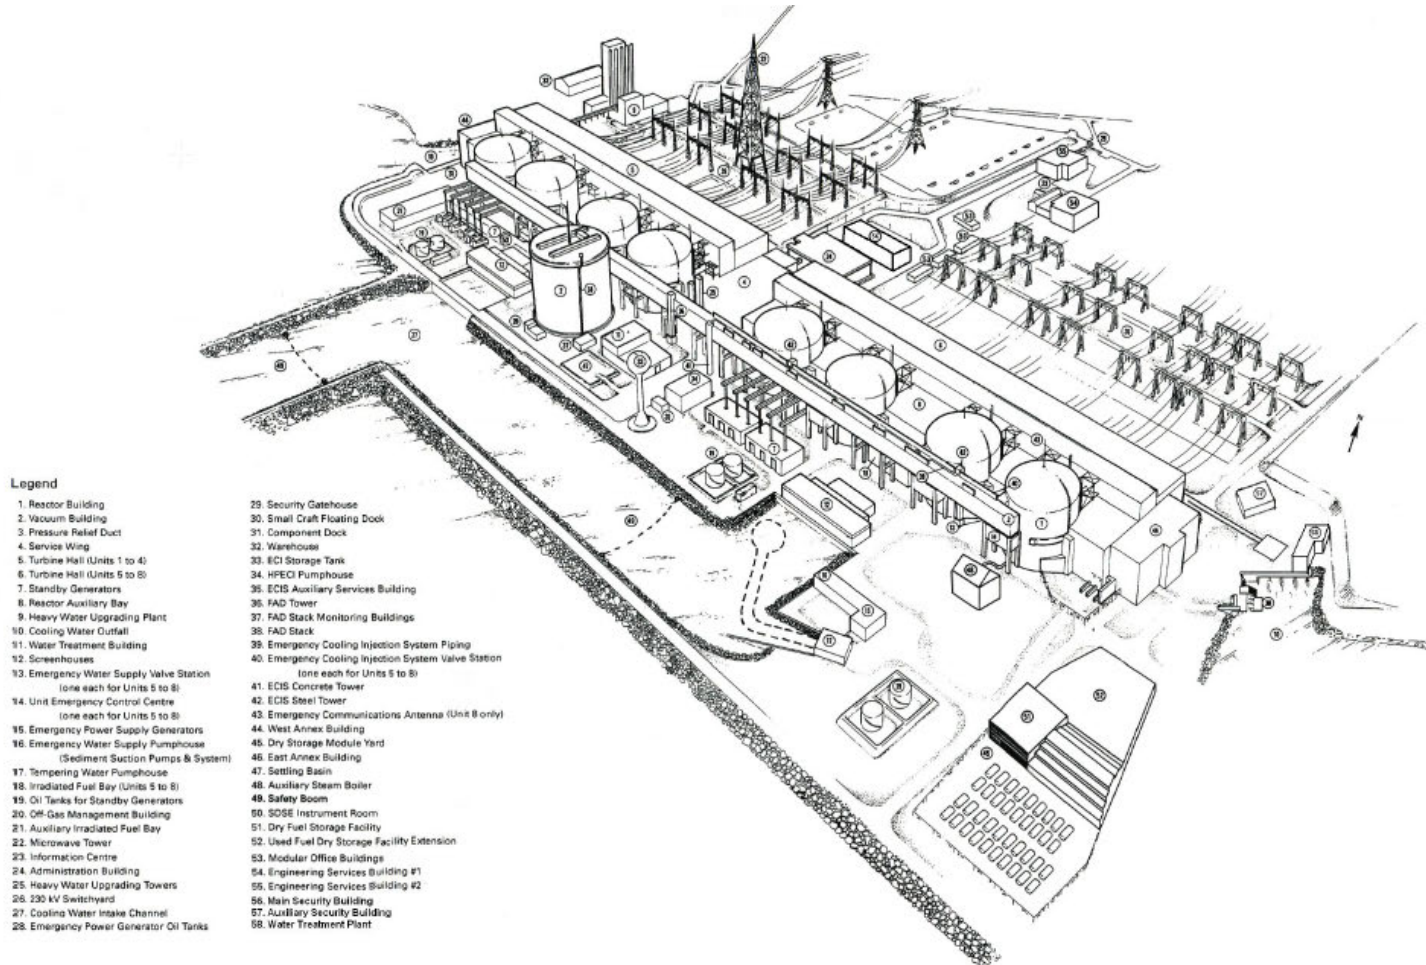 Legend
1. Reactor Building
2. Vacuum Building
3. Pressure Relief Duct
4. Service Wing
5. Turbine Hall (Units 1 to 4)
6. Turbine Hall (Units 5 to 8)
7. Standby Generators
8. Reactor Auxiliary Bay
9. Heavy Water Upgrading Plant
10. Cooling Water Outfall
11. Water Treatment Building
12. Screenhouses
13. Emergency Water Supply Valve Station
(one each for Units 5 to 8)
14. Unit Emergency Control Centre
(one each for Units 5 to 8)
15. Emergency Power Supply Generators
16. Emergency Water Supply Pumphouse
(Sediment Suction Pumps & System)
17. Tempering Water Pumphouse
18. Irradiated Fuel Bay (Units 5 to 8)
19. Oil Tanks for Standby Generators
20. Off-Gas Management Building
21. Auxiliary Irradiated Fuel Bay
22. Microwave Tower
23. Information Centre
24. Administration Building
25. Heavy Water Upgrading Towers
26. 230 kV Switchyard
27. Cooling Water Intake Channel
28. Emergency Power Generator Oil Tanks
29. Security Gatehouse
30. Small Craft Floating Dock
31. Component Dock
32. Warehouse
33. ECI Storage Tank
34. HPECI Pumphouse
35. ECIS Auxiliary Services Building
36. FAD Tower
37. FAD Stack Monitoring Buildings
38. FAD Stack
39. Emergency Cooling Injection System Piping
40. Emergency Cooling Injection System Valve Station
(one each for Units 5 to 8)
41. ECIS Concrete Tower
42. ECIS Steel Tower
43. Emergency Communications Antenna (Unit 8 only)
44. West Annex Building
45. Dry Storage Module Yard
46. East Annex Building
47. Settling Basin
48. Auxiliary Steam Boiler
49. Safety Boom
50. SDSE Instrument Room
51. Dry Fuel Storage Facility
52. Used Fuel Dry Storage Facility Extension
53. Modular Office Buildings
54. Engineering Services Building #1
55. Engineering Services Building #2
56. Main Security Building
57. Auxiliary Security Building
58. Water Treatment Plant